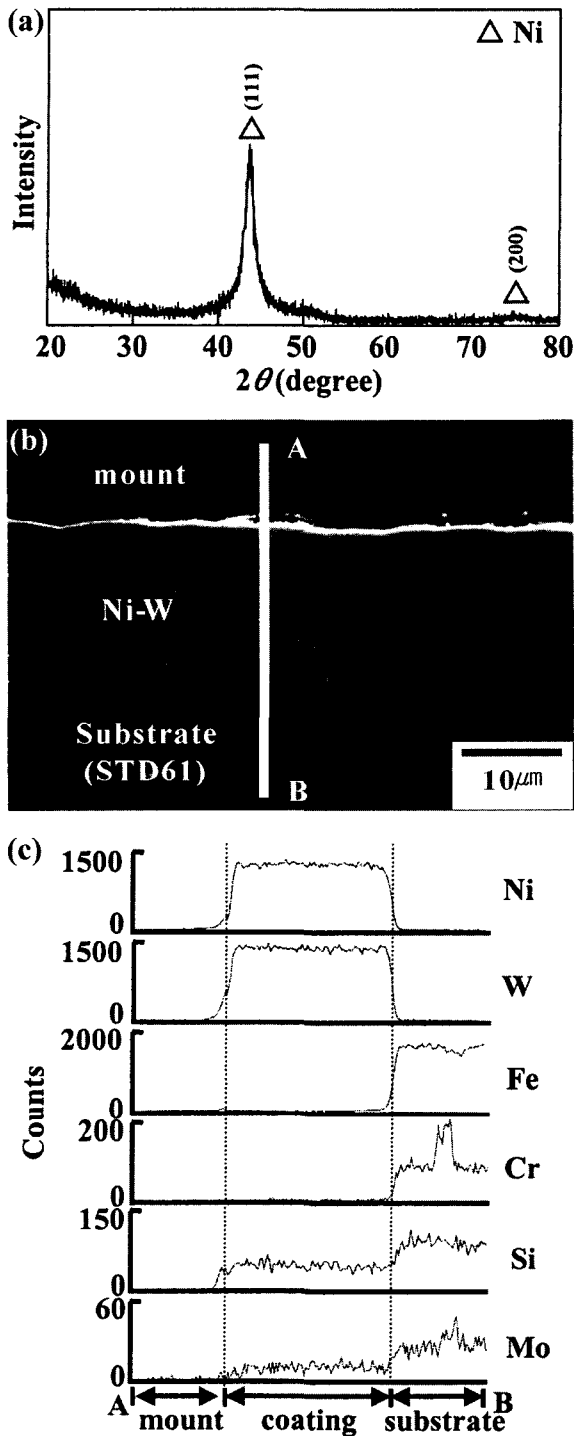 (a)
△ Ni
(111)
(200)
Intensity
20 30 40 50 60 70 80
2θ (degree)
(b)
A
mount
Ni-W
Substrate
(STD61)
B
10㎛
(c)
1500
0
Ni
1500
0
W
2000
0
Fe
200
0
Cr
150
0
Si
60
0
Mo
Counts
A mount coating substrate B